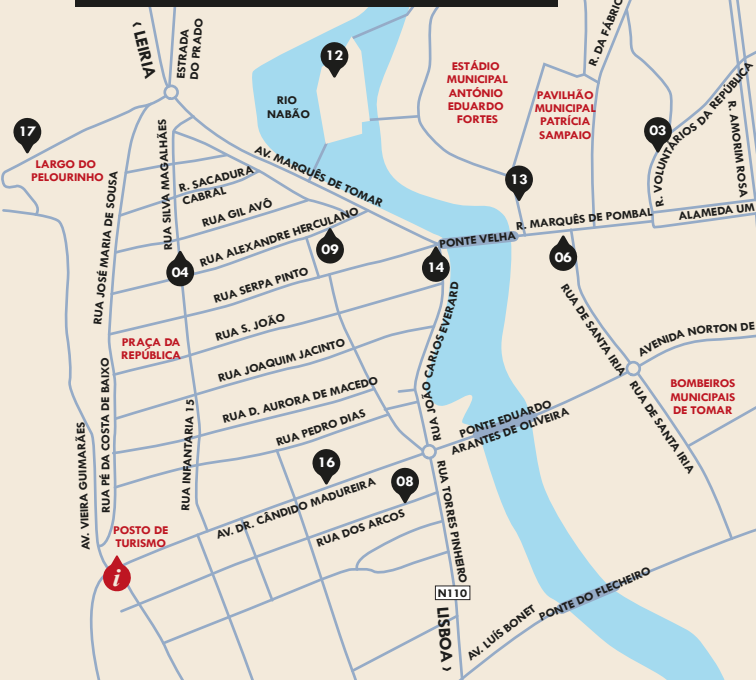 ‹ LEIRIA
ESTRADA
DO PRADO
R. DA FÁBRIC
12
RIO
NABÃO
ESTÁDIO
MUNICIPAL
ANTÓNIO
EDUARDO
FORTES
PAVILHÃO
MUNICIPAL
PATRÍCIA
SAMPAIO
03
R. VOLUNTÁRIOS DA REPÚBLICA
R. AMORIM ROSA
17
LARGO DO
PELOURINHO
RUA JOSÉ MARIA DE SOUSA
RUA SILVA MAGALHÃES
AV. MARQUÊS DE TOMAR
R. SACADURA
CABRAL
RUA GIL AVÔ
RUA ALEXANDRE HERCULANO
13
R. MARQUÊS DE POMBAL
ALAMEDA UM
PONTE VELHA
04
09
14
06
RUA SERPA PINTO
RUA S. JOÃO
RUA JOAQUIM JACINTO
RUA D. AURORA DE MACEDO
RUA PEDRO DIAS
PRAÇA DA
REPÚBLICA
RUA JOÃO CARLOS EVERARD
RUA DE SANTA IRIA
AVENIDA NORTON DE
BOMBEIROS
MUNICIPAIS
DE TOMAR
RUA DE SANTA IRIA
PONTE EDUARDO
ARANTES DE OLIVEIRA
AV. VIEIRA GUIMARÃES
RUA PÉ DA COSTA DE BAIXO
RUA INFANTARIA 15
16
08
AV. DR. CÂNDIDO MADUREIRA
RUA DOS ARCOS
RUA TORRES PINHEIRO
POSTO DE
TURISMO
i
N110
LISBOA ›
AV. LUÍS BONET
PONTE DO FLECHEIRO